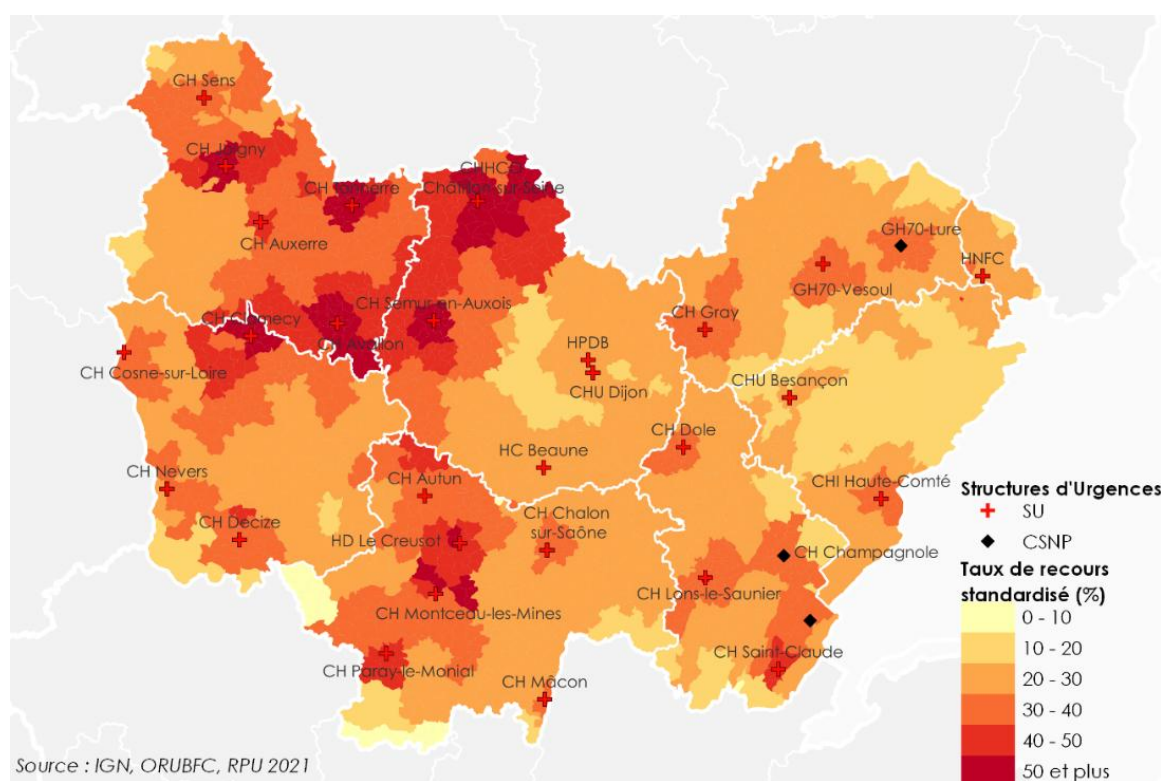 CH Sens
CH Joigny
CH Tonnerre
CHHCO
Châtillon-sur-Seine
CH Auxerre
GH70-Lure
HNFC
GH70-Vesoul
CH Clamecy
CH Semur-en-Auxois
CH Avallon
CH Gray
HPDB
CH Cosne-sur-Loire
CHU Dijon
CHU Besançon
CH Dole
HC Beaune
CH Nevers
CH Autun
CHI Haute-Comté
CH Decize
HD Le Creusot
CH Chalon
sur-Saône
CH Champagnole
CH Montceau-les-Mines
CH Lons-le-Saunier
CH Paray-le-Monial
CH Saint-Claude
CH Mâcon
Structures d'Urgences
SU
CSNP
Taux de recours
standardisé (%)
0 - 10
10 - 20
20 - 30
30 - 40
40 - 50
50 et plus
Source : IGN, ORUBFC, RPU 2021